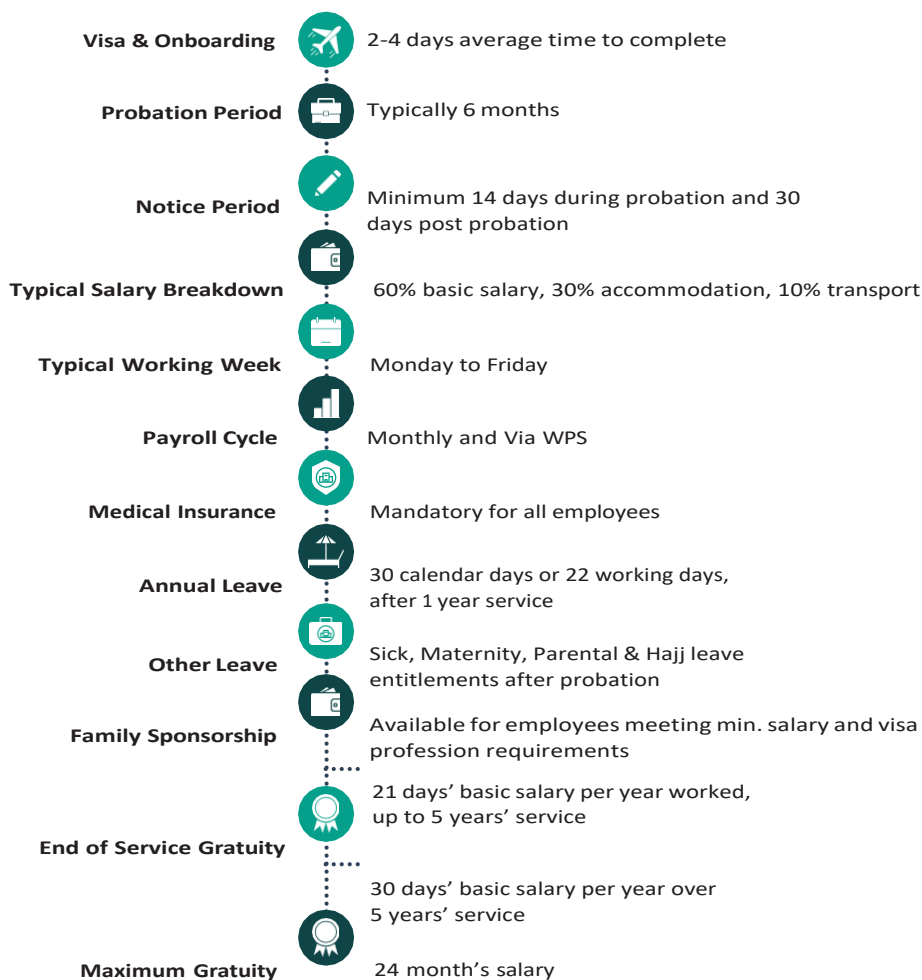 Visa & Onboarding
2-4 days average time to complete
Probation Period
Typically 6 months
Notice Period
Minimum 14 days during probation and 30
days post probation
Typical Salary Breakdown
60% basic salary, 30% accommodation, 10% transport
Typical Working Week
Monday to Friday
Payroll Cycle
Monthly and Via WPS
Medical Insurance
Mandatory for all employees
Annual Leave
30 calendar days or 22 working days,
after 1 year service
Other Leave
Sick, Maternity, Parental & Hajj leave
entitlements after probation
Family Sponsorship
Available for employees meeting min. salary and visa
profession requirements
End of Service Gratuity
21 days’ basic salary per year worked,
up to 5 years’ service
30 days’ basic salary per year over
5 years’ service
Maximum Gratuity
24 month’s salary